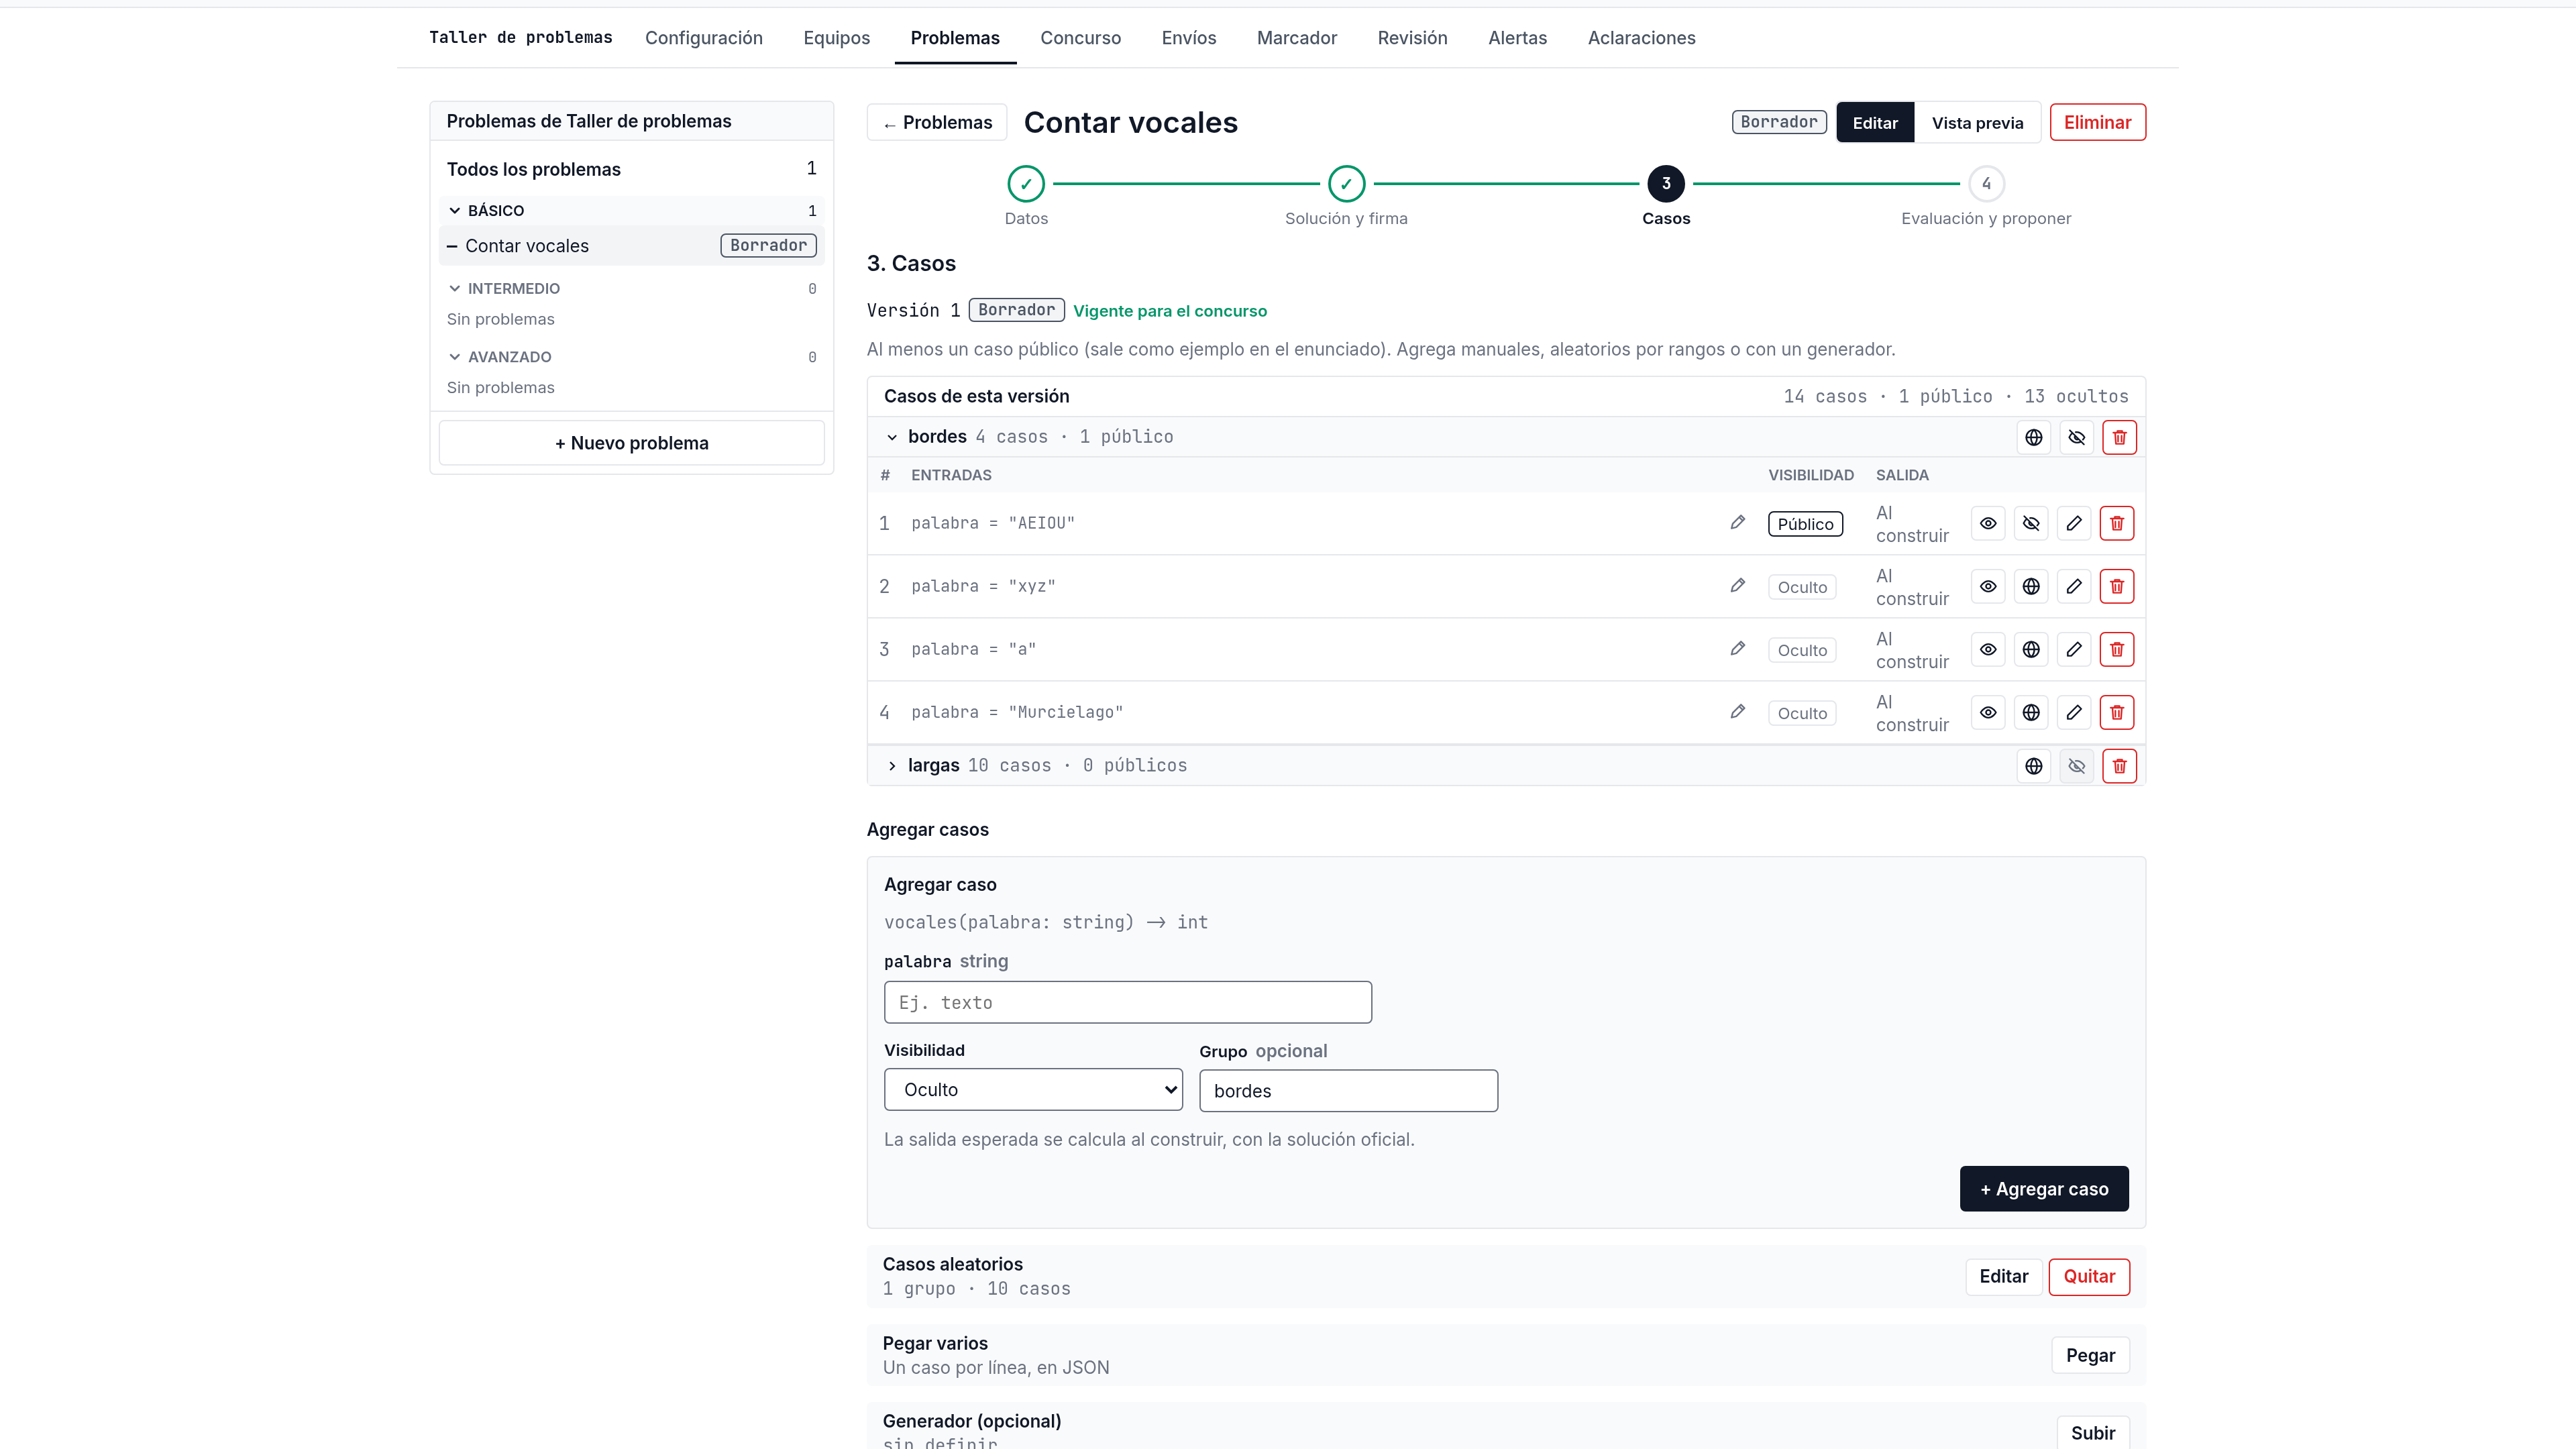 Taller de problemas Configuración Equipos Problemas Concurso Envíos Marcador Revisión Alertas Aclaraciones
Problemas de Taller de problemas
Todos los problemas 1
BÁSICO 1
— Contar vocales Borrador
INTERMEDIO 0
Sin problemas
AVANZADO 0
Sin problemas
+ Nuevo problema
← Problemas Contar vocales Borrador Editar Vista previa Eliminar
✓ ✓ 3 4
Datos Solución y firma Casos Evaluación y proponer
3. Casos
Versión 1 Borrador Vigente para el concurso
Al menos un caso público (sale como ejemplo en el enunciado). Agrega manuales, aleatorios por rangos o con un generador.
Casos de esta versión 14 casos · 1 público · 13 ocultos
bordes 4 casos · 1 público
# ENTRADAS VISIBILIDAD SALIDA
1 palabra = "AEIOU" Público Al construir
2 palabra = "xyz" Oculto Al construir
3 palabra = "a" Oculto Al construir
4 palabra = "Murcielago" Oculto Al construir
largas 10 casos · 0 públicos
Agregar casos
Agregar caso
vocales(palabra: string) → int
palabra string
Ej. texto
Visibilidad Grupo opcional
Oculto bordes
La salida esperada se calcula al construir, con la solución oficial.
+ Agregar caso
Casos aleatorios
1 grupo · 10 casos
Editar Quitar
Pegar varios
Un caso por línea, en JSON
Pegar
Generador (opcional)
sin definir
Subir